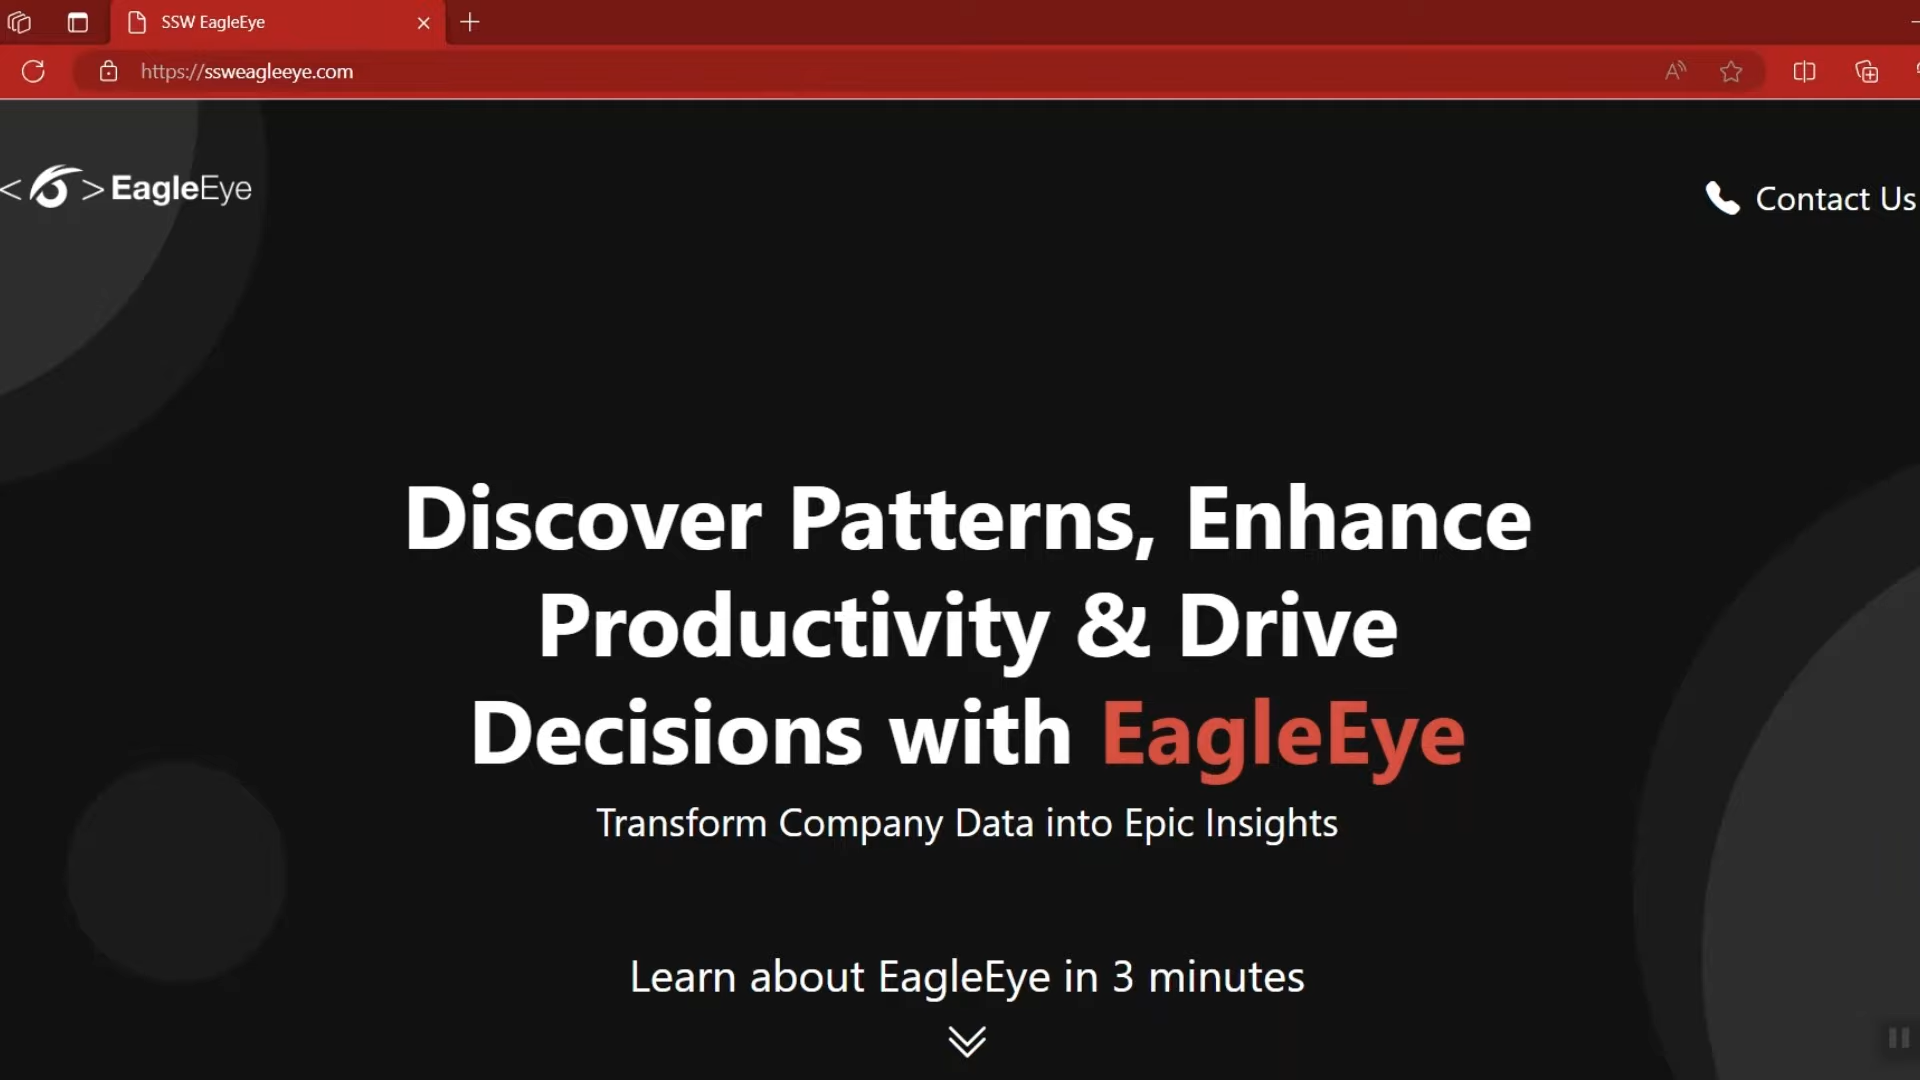 SSW EagleEye
https://ssweagleeye.com
<>EagleEye
Contact Us
Discover Patterns, Enhance
Productivity & Drive
Decisions with EagleEye
Transform Company Data into Epic Insights
Learn about EagleEye in 3 minutes